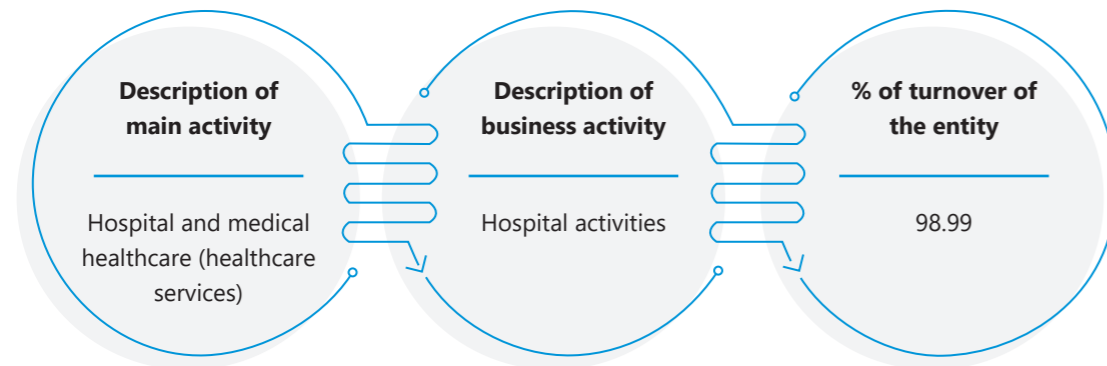 Description of
main activity
Hospital and medical
healthcare (healthcare
services)
Description of
business activity
Hospital activities
% of turnover of
the entity
98.99